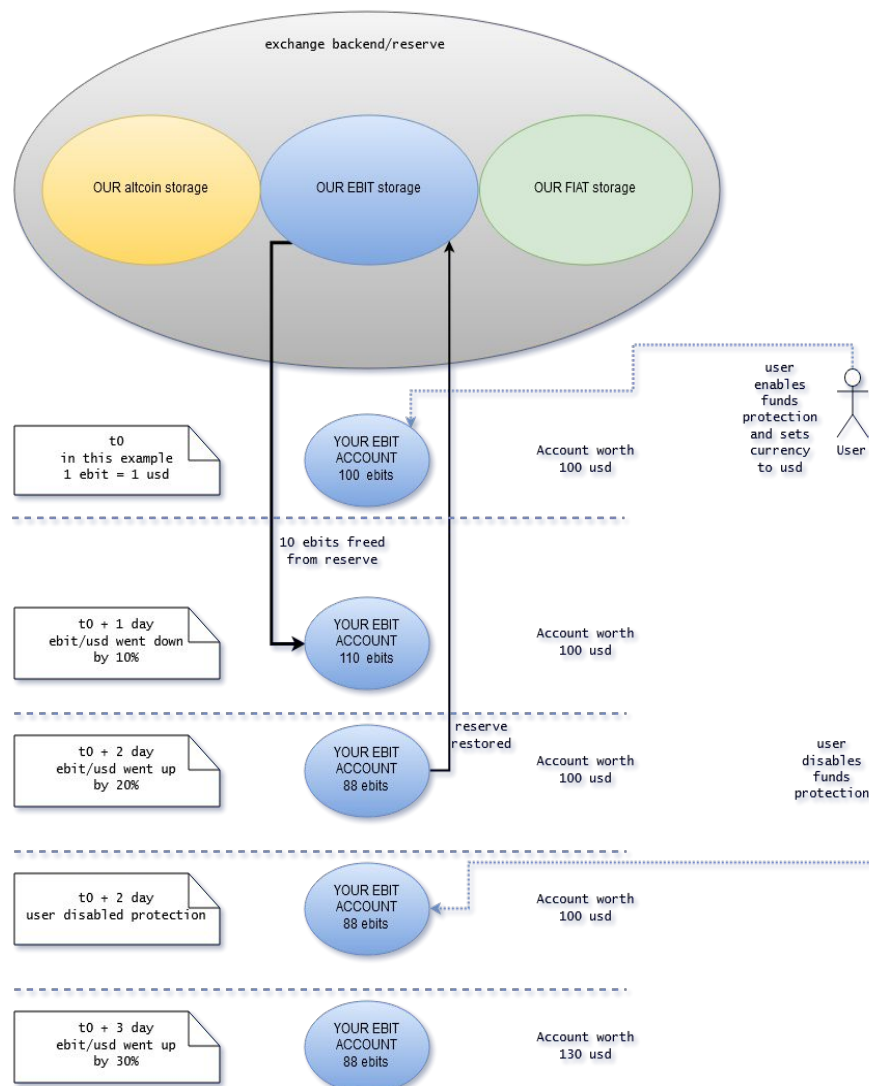 exchange backend/reserve
OUR altcoin storage
OUR EBIT storage
OUR FIAT storage
user
enables
funds
protection
and sets
currency
to usd
User
t0
in this example
1 ebit = 1 usd
YOUR EBIT
ACCOUNT
100 ebits
Account worth
100 usd
10 ebits freed
from reserve
t0 + 1 day
ebit/usd went down
by 10%
YOUR EBIT
ACCOUNT
110 ebits
Account worth
100 usd
reserve
restored
t0 + 2 day
ebit/usd went up
by 20%
YOUR EBIT
ACCOUNT
88 ebits
Account worth
100 usd
user
disables
funds
protection
t0 + 2 day
user disabled protection
YOUR EBIT
ACCOUNT
88 ebits
Account worth
100 usd
t0 + 3 day
ebit/usd went up
by 30%
YOUR EBIT
ACCOUNT
88 ebits
Account worth
130 usd